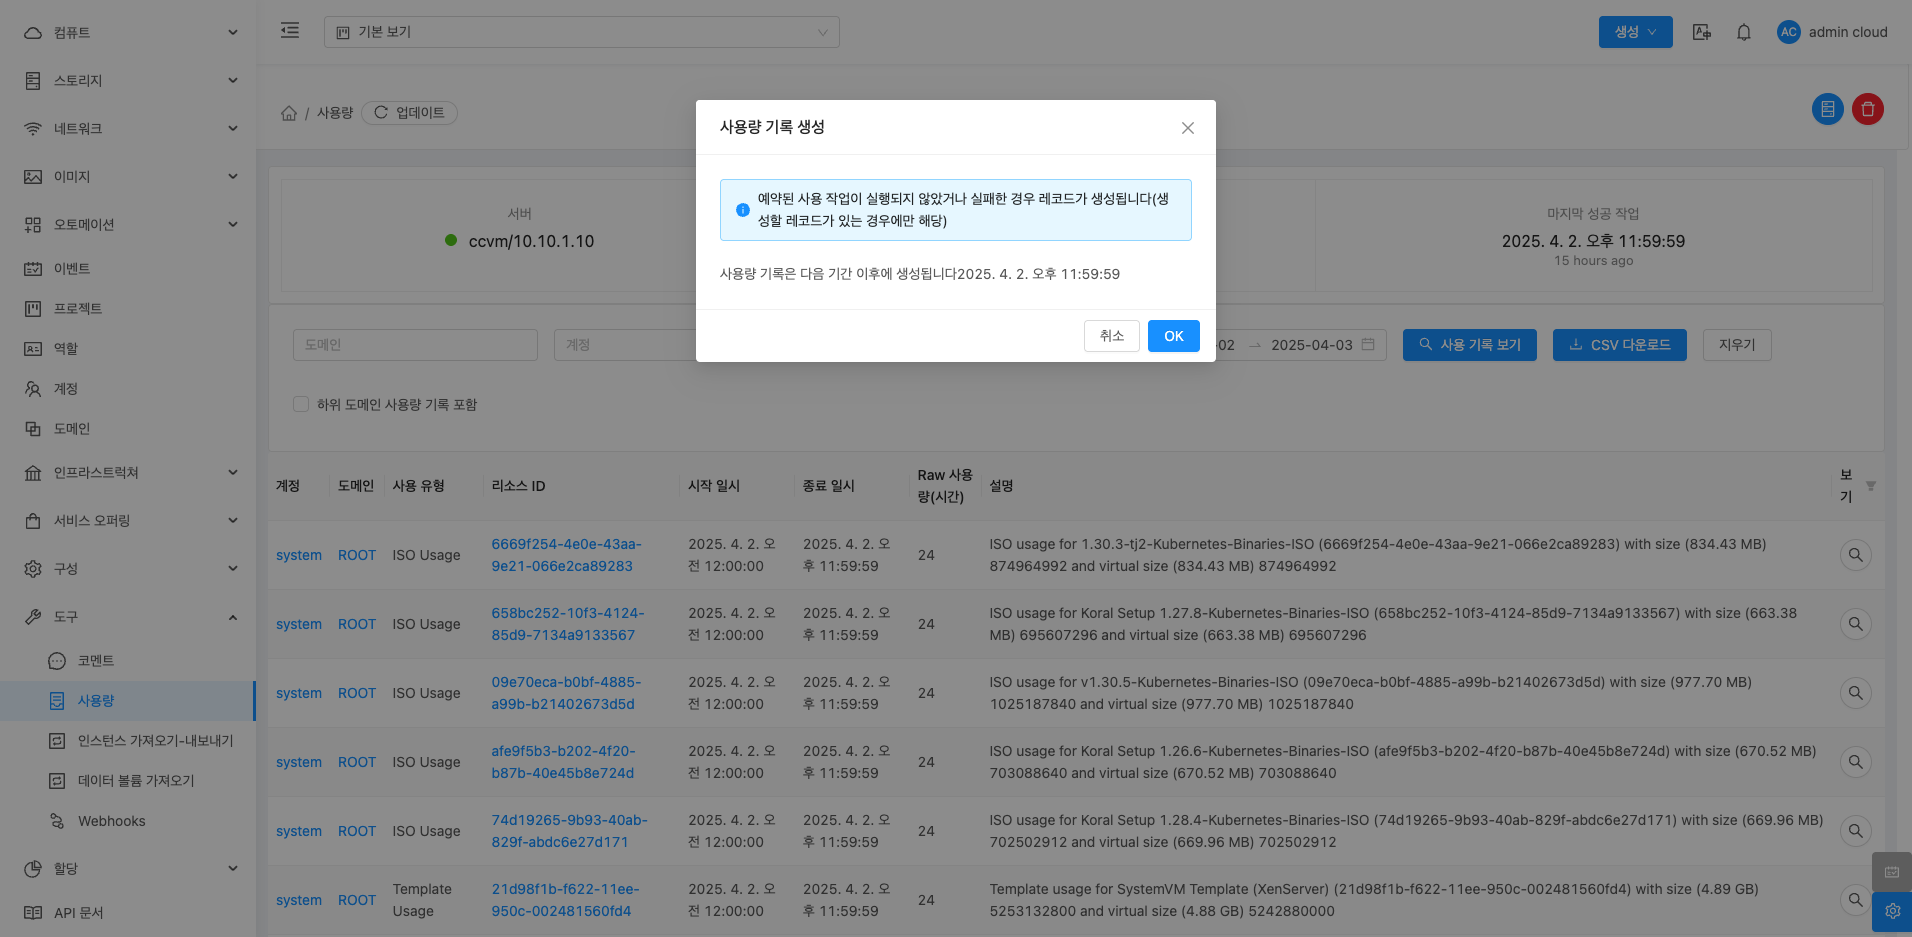 컴퓨트
스토리지
네트워크
이미지
오토메이션
이벤트
프로젝트
역할
계정
도메인
인프라스트럭쳐
서비스 오퍼링
구성
도구
코멘트
사용량
인스턴스 가져오기-내보내기
데이터 볼륨 가져오기
Webhooks
할당
API 문서
기본 보기
생성
AC admin cloud
/ 사용량 업데이트
서버
ccvm/10.10.1.10
마지막 성공 작업
2025. 4. 2. 오후 11:59:59
15 hours ago
사용량 기록 생성
예약된 사용 작업이 실행되지 않았거나 실패한 경우 레코드가 생성됩니다(생
성할 레코드가 있는 경우에만 해당)
사용량 기록은 다음 기간 이후에 생성됩니다2025. 4. 2. 오후 11:59:59
취소 OK
도메인 계정 -02 → 2025-04-03 사용 기록 보기 CSV 다운로드 지우기
하위 도메인 사용량 기록 포함
계정 도메인 사용 유형 리소스 ID 시작 일시 종료 일시 Raw 사용 설명 보
량(시간) 기
6669f254-4e0e-43aa- 2025. 4. 2. 오 2025. 4. 2. 오 ISO usage for 1.30.3-tj2-Kubernetes-Binaries-ISO (6669f254-4e0e-43aa-9e21-066e2ca89283) with size (834.43 MB)
system ROOT ISO Usage 24
9e21-066e2ca89283 전 12:00:00 후 11:59:59 874964992 and virtual size (834.43 MB) 874964992
658bc252-10f3-4124- 2025. 4. 2. 오 2025. 4. 2. 오 ISO usage for Koral Setup 1.27.8-Kubernetes-Binaries-ISO (658bc252-10f3-4124-85d9-7134a9133567) with size (663.38
system ROOT ISO Usage 24
85d9-7134a9133567 전 12:00:00 후 11:59:59 MB) 695607296 and virtual size (663.38 MB) 695607296
09e70eca-b0bf-4885- 2025. 4. 2. 오 2025. 4. 2. 오 ISO usage for v1.30.5-Kubernetes-Binaries-ISO (09e70eca-b0bf-4885-a99b-b21402673d5d) with size (977.70 MB)
system ROOT ISO Usage 24
a99b-b21402673d5d 전 12:00:00 후 11:59:59 1025187840 and virtual size (977.70 MB) 1025187840
afe9f5b3-b202-4f20- 2025. 4. 2. 오 2025. 4. 2. 오 ISO usage for Koral Setup 1.26.6-Kubernetes-Binaries-ISO (afe9f5b3-b202-4f20-b87b-40e45b8e724d) with size (670.52 MB)
system ROOT ISO Usage 24
b87b-40e45b8e724d 전 12:00:00 후 11:59:59 703088640 and virtual size (670.52 MB) 703088640
74d19265-9b93-40ab- 2025. 4. 2. 오 2025. 4. 2. 오 ISO usage for Koral Setup 1.28.4-Kubernetes-Binaries-ISO (74d19265-9b93-40ab-829f-abdc6e27d171) with size (669.96 MB)
system ROOT ISO Usage 24
829f-abdc6e27d171 전 12:00:00 후 11:59:59 702502912 and virtual size (669.96 MB) 702502912
Template 21d98f1b-f622-11ee- 2025. 4. 2. 오 2025. 4. 2. 오 Template usage for SystemVM Template (XenServer) (21d98f1b-f622-11ee-950c-002481560fd4) with size (4.89 GB)
system ROOT 24
Usage 950c-002481560fd4 전 12:00:00 후 11:59:59 5253132800 and virtual size (4.88 GB) 5242880000